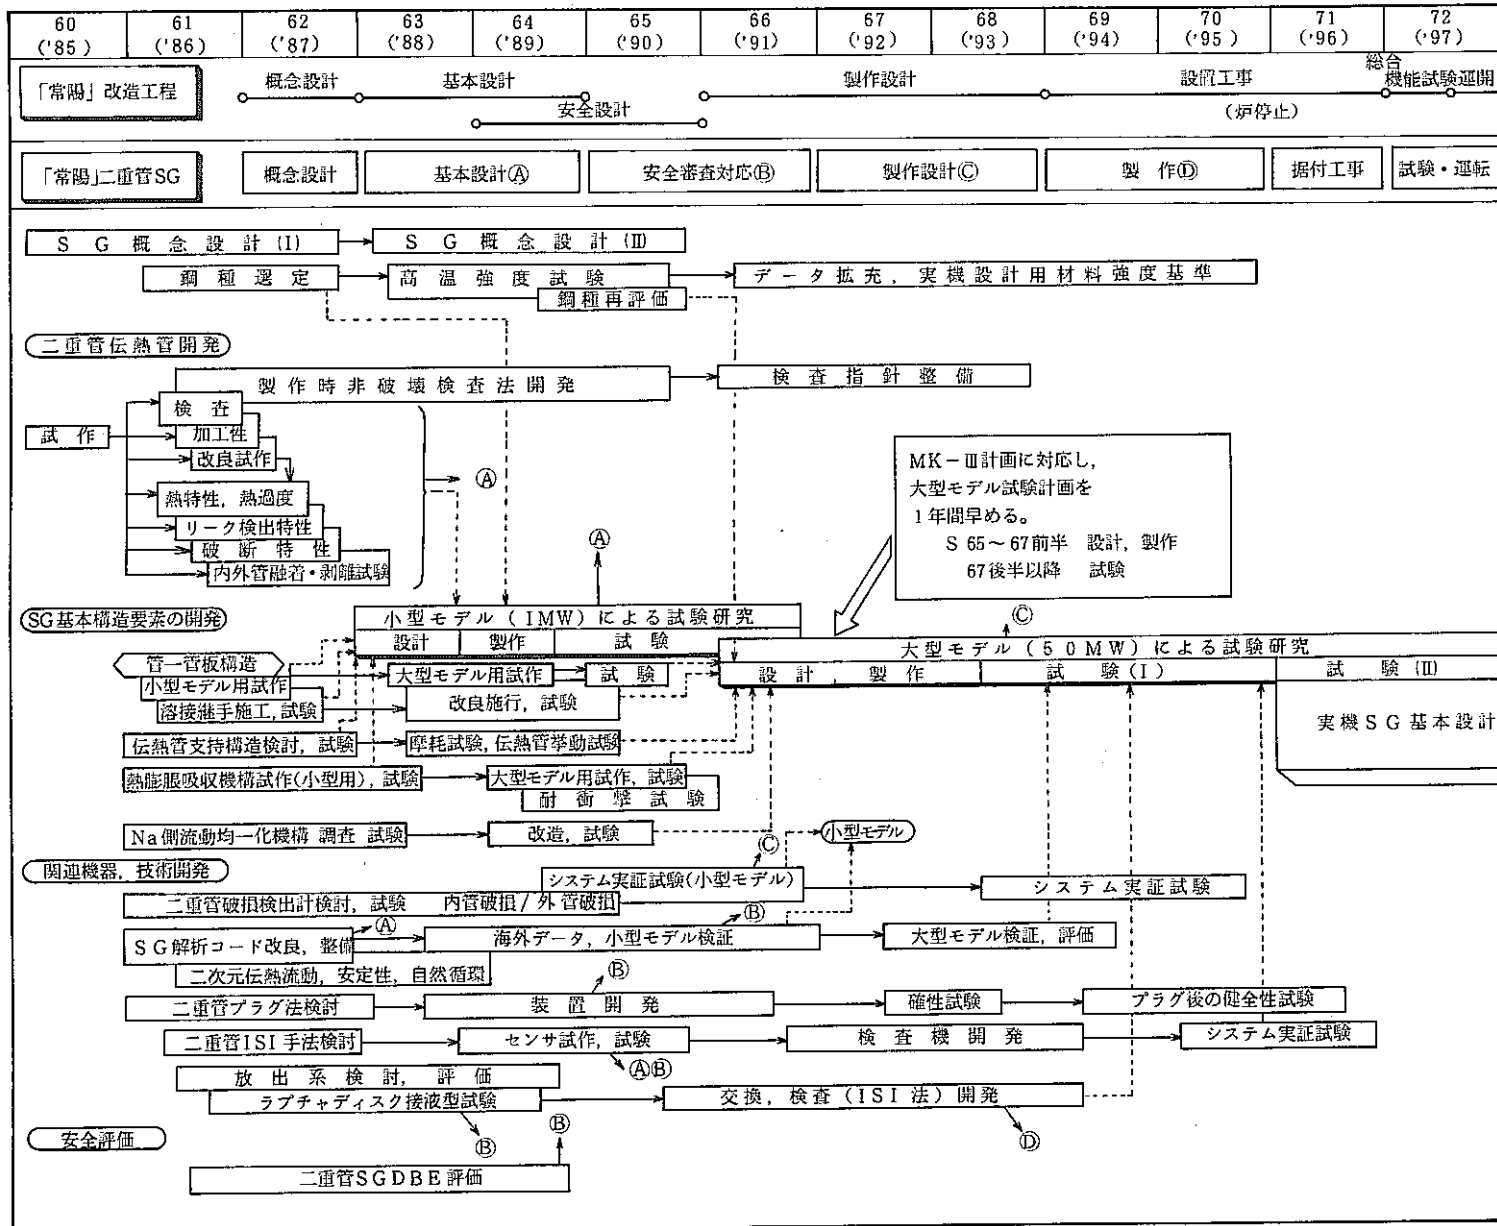 60 61 62 63 64 65 66 67 68 69 70 71 72
('85) ('86) ('87) ('88) ('89) ('90) ('91) ('92) ('93) ('94) ('95) ('96) ('97)
「常陽」改造工程
概念設計
基本設計
安全設計
製作設計
設置工事
(炉停止)
総合
機能試験運開
「常陽」二重管SG
概念設計
基本設計Ⓐ
安全審査対応Ⓑ
製作設計Ⓒ
製 作Ⓓ
据付工事
試験・運転
SG概念設計(I)
SG概念設計(II)
鋼種選定
高温強度試験
データ拡充，実機設計用材料強度基準
鋼種再評価
二重管伝熱管開発
製作時非破壊検査法開発
検査指針整備
検 査
試 作
加工性
改良試作
Ⓐ
熱特性，熱過度
リーク検出特性
破断特性
内外管融着・剥離試験
Ⓐ
MK-III計画に対応し，
大型モデル試験計画を
1年間早める。
S 65～67前半 設計，製作
67後半以降 試験
SG基本構造要素の開発
小型モデル(1MW)による試験研究
設計 製作 試験
Ⓒ
大型モデル(50MW)による試験研究
設計，製作 試験(I) 試験(II)
実機SG基本設計
管－管板構造
小型モデル用試作
大型モデル用試作
試 験
溶接継手施工，試験
改良施行，試験
伝熱管支持構造検討，試験
摩耗試験，伝熱管挙動試験
熱膨脹吸収機構試作(小型用)，試験
大型モデル用試作，試験
耐衝撃試験
Na側流動均一化機構 調査 試験
改造，試験
Ⓒ
小型モデル
関連機器，技術開発
システム実証試験(小型モデル)
システム実証試験
二重管破損検出計検討，試験 内管破損/外管破損
Ⓐ
Ⓑ
SG解析コード改良，整備
海外データ，小型モデル検証
大型モデル検証，評価
二次元伝熱流動，安定性，自然循環
Ⓑ
二重管プラグ法検討
装置開発
確性試験
プラグ後の健全性試験
二重管ISI手法検討
センサ試作，試験
検査機開発
システム実証試験
ⒶⒷ
放出系検討，評価
ラプチャディスク接液型試験
交換，検査(ISI法)開発
Ⓑ
Ⓑ
Ⓓ
安全評価
二重管SGDBE評価